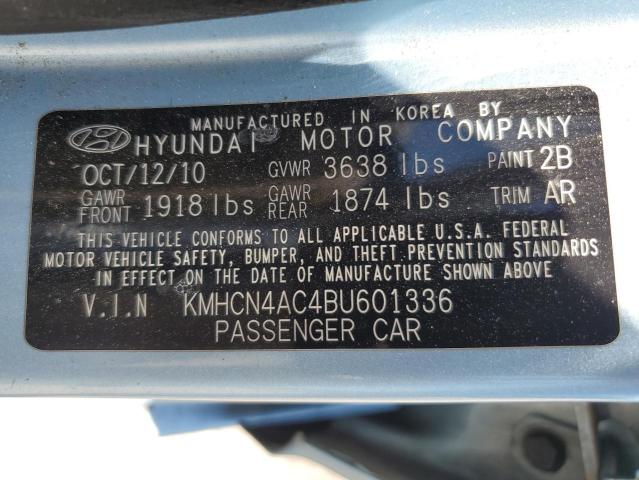 MANUFACTURED IN KOREA BY
HYUNDAI MOTOR COMPANY
OCT/12/10 GVWR 3638 lbs PAINT 2B
GAWR FRONT 1918 lbs GAWR REAR 1874 lbs TRIM AR
THIS VEHICLE CONFORMS TO ALL APPLICABLE U.S.A. FEDERAL
MOTOR VEHICLE SAFETY, BUMPER, AND THEFT PREVENTION STANDARDS
IN EFFECT ON THE DATE OF MANUFACTURE SHOWN ABOVE
V.I.N KMHCN4AC4BU601336
PASSENGER CAR